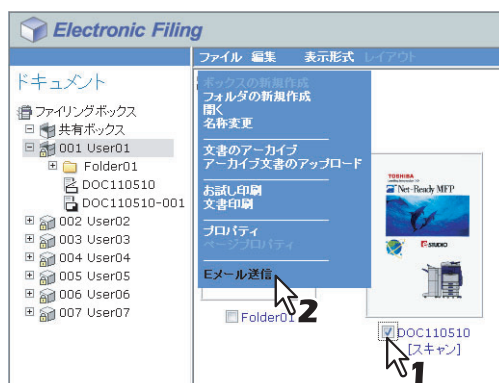 Electronic Filing
ファイル 編集 表示形式 レイアウト
ドキュメント
ファイリングボックス
共有ボックス
001 User01
Folder01
DOC110510
DOC110510-001
002 User02
003 User03
004 User04
005 User05
006 User06
007 User07
ボックスの新規作成
フォルダの新規作成
開く
名称変更
文書のアーカイブ
アーカイブ文書のアップロード
お試し印刷
文書印刷
プロパティ
ページプロパティ
Eメール送信
2
Folder01
TOSHIBA
Net-Ready MFP
e-STUDIO
DOC110510
[スキャン]
1